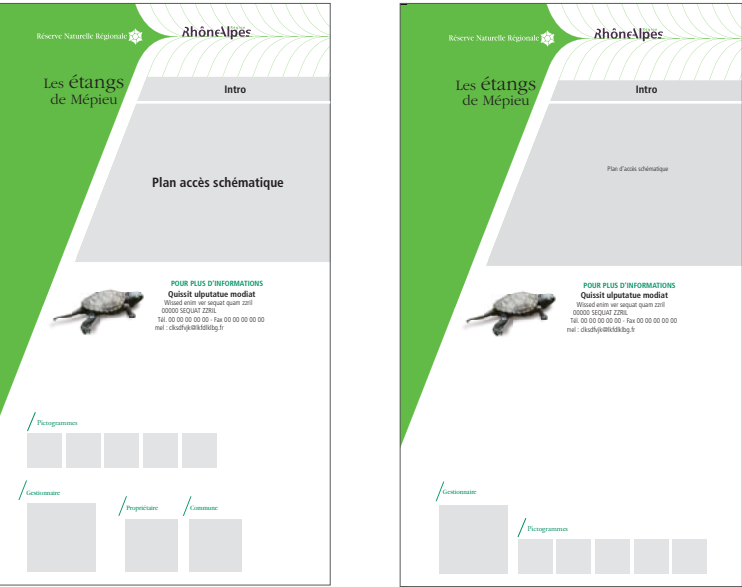 Réserve Naturelle Régionale
RhôneAlpes
Les étangs
de Mépieu
Intro
Plan accès schématique
POUR PLUS D'INFORMATIONS
Quissit ulputatue modiat
Wissed enim ver sequat quam zzril
00000 SEQUAT ZZRIL
Tél. 00 00 00 00 00 - Fax 00 00 00 00 00
mel : clksdfvjk@lkfdlklbg.fr
Pictogrammes
Gestionnaire
Propriétaire
Commune
Réserve Naturelle Régionale
RhôneAlpes
Les étangs
de Mépieu
Intro
Plan d'accès schématique
POUR PLUS D'INFORMATIONS
Quissit ulputatue modiat
Wissed enim ver sequat quam zzril
00000 SEQUAT ZZRIL
Tél. 00 00 00 00 00 - Fax 00 00 00 00 00
mel : clksdfvjk@lkfdlklbg.fr
Gestionnaire
Pictogrammes